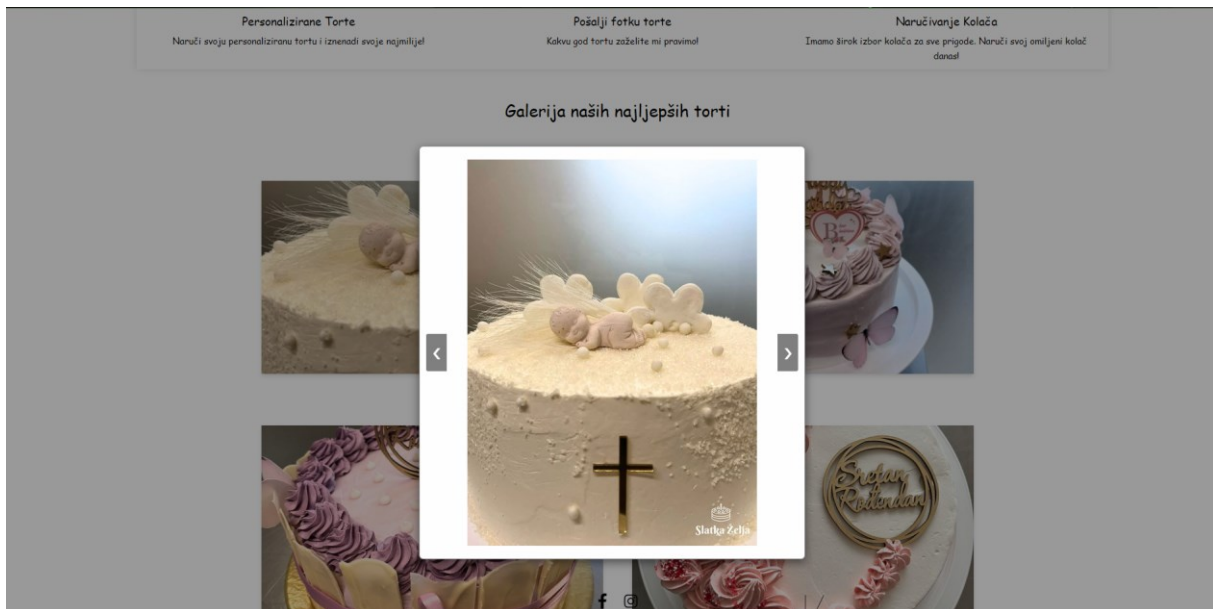 Personalizirane Torte
Naruči svoju personaliziranu tortu i iznenadi svoje najmilije!
Pošalji fotku torte
Kakvu god tortu zaželite mi pravimo!
Naručivanje Kolača
Imamo širok izbor kolača za sve prigode. Naruči svoj omiljeni kolač
danas!
Galerija naših najljepših torti
B
Slatka Želja
Sretan
Rođendan